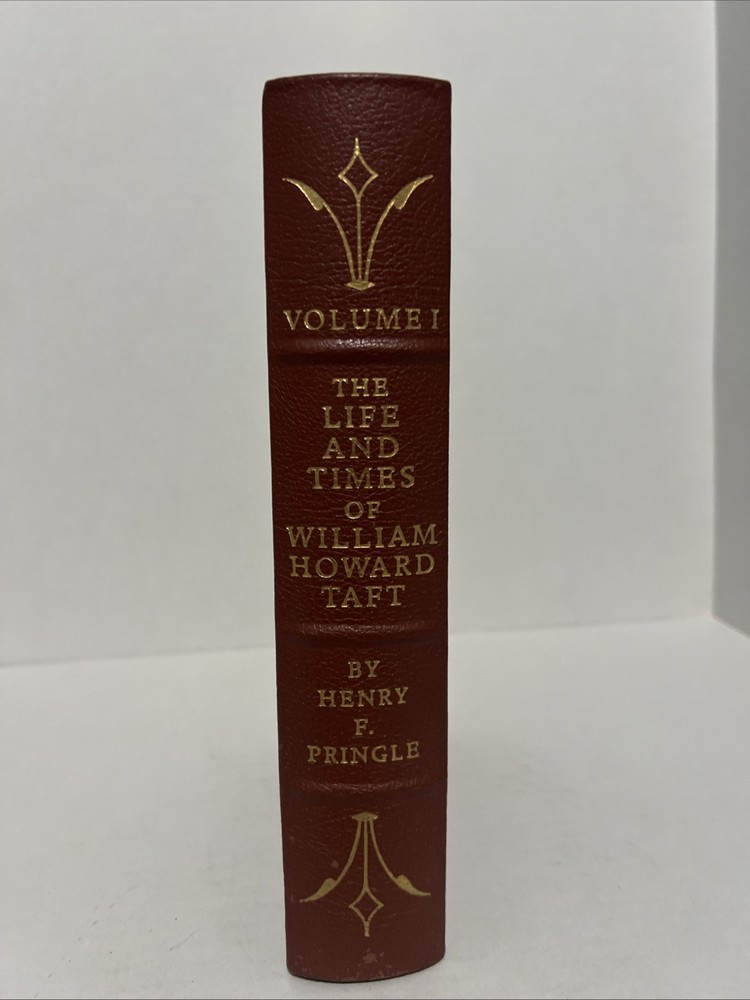 VOLUME I
THE
LIFE
AND
TIMES
OF
WILLIAM
HOWARD
TAFT
BY
HENRY
F.
PRINGLE